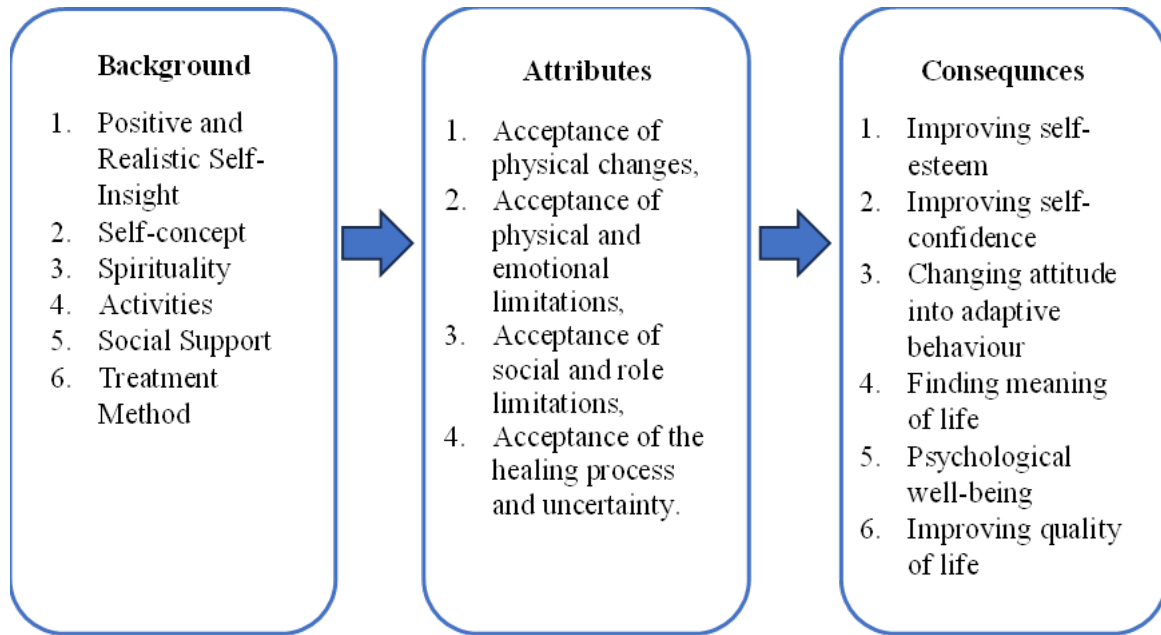 Background
1. Positive and
Realistic Self-
Insight
2. Self-concept
3. Spirituality
4. Activities
5. Social Support
6. Treatment
Method
Attributes
1. Acceptance of
physical changes,
2. Acceptance of
physical and
emotional
limitations,
3. Acceptance of
social and role
limitations,
4. Acceptance of the
healing process
and uncertainty.
Consequnces
1. Improving self-
esteem
2. Improving self-
confidence
3. Changing attitude
into adaptive
behaviour
4. Finding meaning
of life
5. Psychological
well-being
6. Improving quality
of life